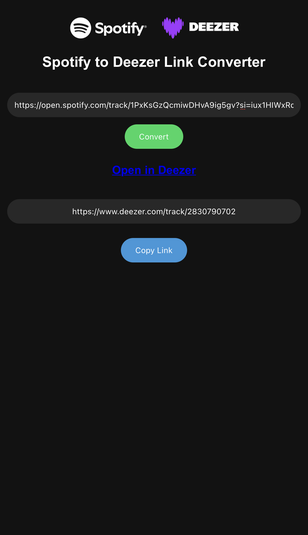 Spotify DEEZER
Spotify to Deezer Link Converter
https://open.spotify.com/track/1PxKsGzQcmiwDHvA9ig5gv?si=iux1HIWxRc
Convert
Open in Deezer
https://www.deezer.com/track/2830790702
Copy Link